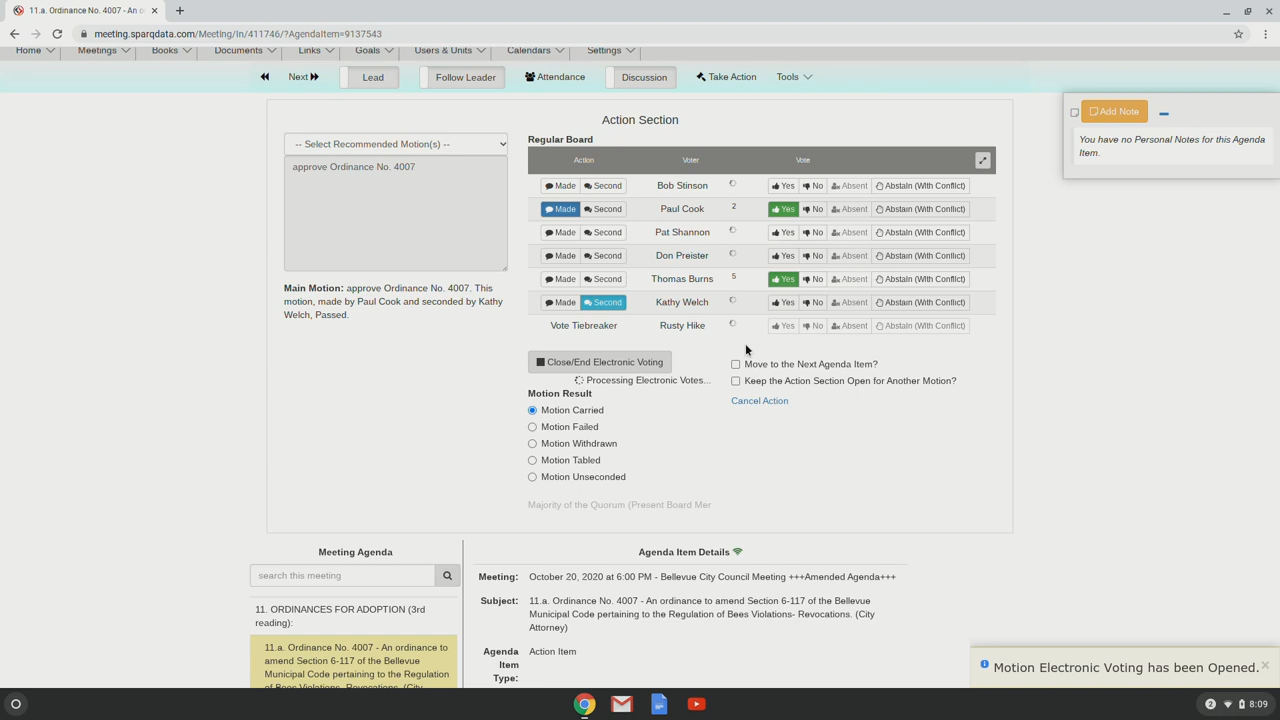 11.a. Ordinance No. 4007 - An o
meeting.sparqdata.com/Meeting/In/411746/?AgendaItem=9137543
Home Meetings Books Documents Links Goals Users & Units Calendars Settings
Next Lead Follow Leader Attendance Discussion Take Action Tools
Add Note
You have no Personal Notes for this Agenda
Item.
Action Section
-- Select Recommended Motion(s) --
approve Ordinance No. 4007
Main Motion: approve Ordinance No. 4007. This
motion, made by Paul Cook and seconded by Kathy
Welch, Passed.
Regular Board
Action Voter Vote
Made Second Bob Stinson Yes No Absent Abstain (With Conflict)
Made Second Paul Cook 2 Yes No Absent Abstain (With Conflict)
Made Second Pat Shannon Yes No Absent Abstain (With Conflict)
Made Second Don Preister Yes No Absent Abstain (With Conflict)
Made Second Thomas Burns 5 Yes No Absent Abstain (With Conflict)
Made Second Kathy Welch Yes No Absent Abstain (With Conflict)
Vote Tiebreaker Rusty Hike Yes No Absent Abstain (With Conflict)
Close/End Electronic Voting
Processing Electronic Votes...
Move to the Next Agenda Item?
Keep the Action Section Open for Another Motion?
Cancel Action
Motion Result
Motion Carried
Motion Failed
Motion Withdrawn
Motion Tabled
Motion Unseconded
Majority of the Quorum (Present Board Mer
Meeting Agenda
search this meeting
11. ORDINANCES FOR ADOPTION (3rd
reading):
11.a. Ordinance No. 4007 - An ordinance to
amend Section 6-117 of the Bellevue
Municipal Code pertaining to the Regulation
of Bees Violations- Revocations. (City
Agenda Item Details
Meeting: October 20, 2020 at 6:00 PM - Bellevue City Council Meeting +++Amended Agenda+++
Subject: 11.a. Ordinance No. 4007 - An ordinance to amend Section 6-117 of the Bellevue
Municipal Code pertaining to the Regulation of Bees Violations- Revocations. (City
Attorney)
Agenda Action Item
Item
Type:
Motion Electronic Voting has been Opened.
2 8:09